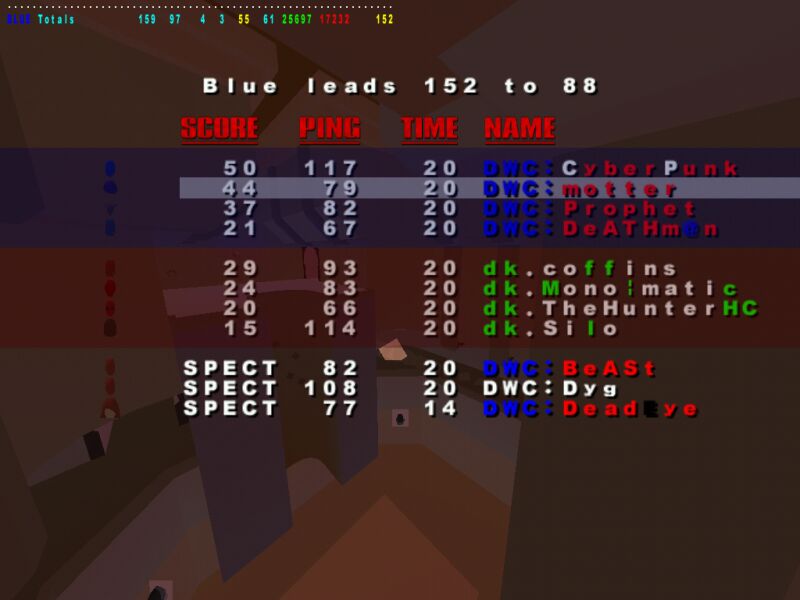 BLUE Totals 159 97 4 3 55 61 25697 17232 152
Blue leads 152 to 88
SCORE PING TIME NAME
50 117 20 DWC:CyberPunk
44 79 20 DWC:motter
37 82 20 DWC:Prophet
21 67 20 DWC:DeATHm@n
29 93 20 dk.coffins
24 83 20 dk.Mono¦matic
20 66 20 dk.TheHunterHC
15 114 20 dk.Silo
SPECT 82 20 DWC:BeASt
SPECT 108 20 DWC:Dyg
SPECT 77 14 DWC:DeadEye